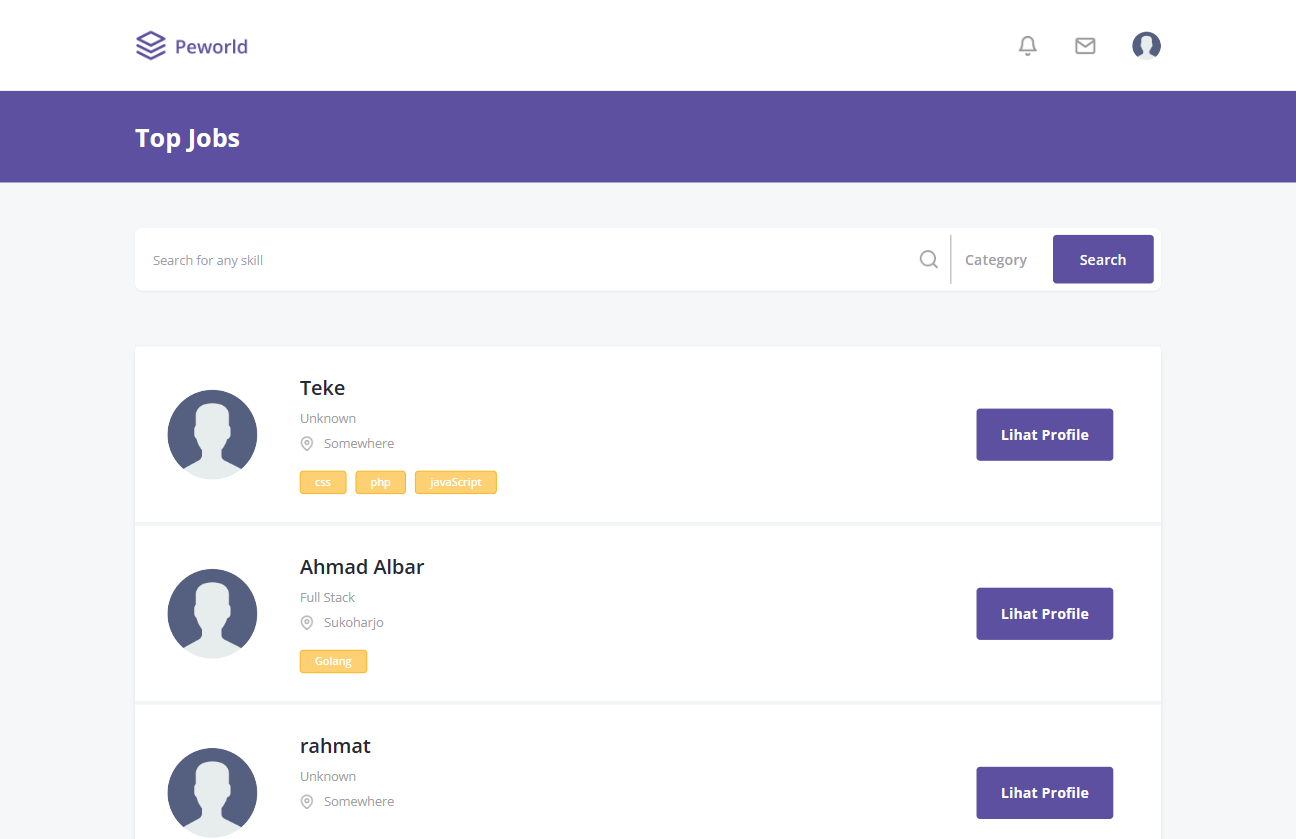 Peworld
Top Jobs
Search for any skill
Category
Search
Teke
Unknown
Somewhere
css php javaScript
Lihat Profile
Ahmad Albar
Full Stack
Sukoharjo
Golang
Lihat Profile
rahmat
Unknown
Somewhere
Lihat Profile